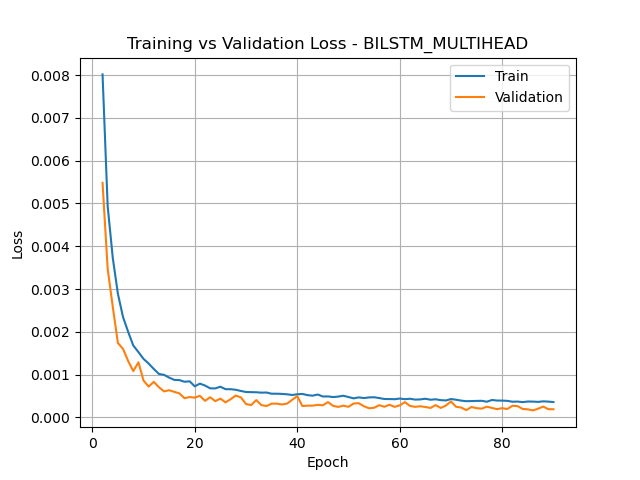 Training vs Validation Loss - BILSTM_MULTIHEAD
Train
Validation
0.008
0.007
0.006
0.005
0.004
0.003
0.002
0.001
0.000
Loss
0 20 40 60 80
Epoch